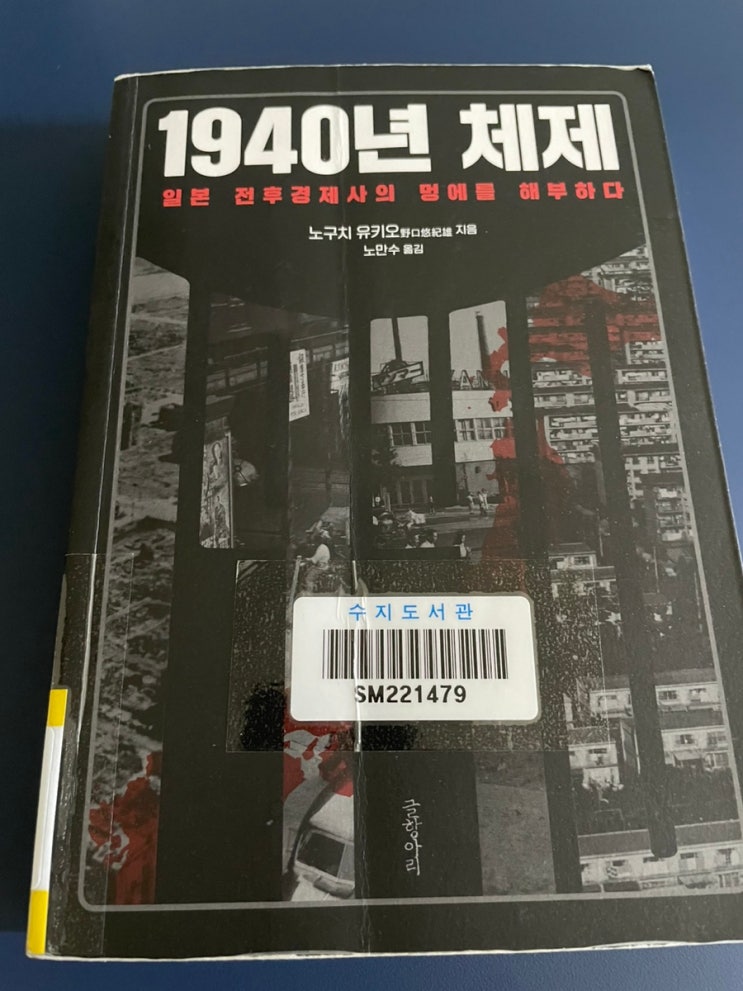 1940년 체제
일본 전후경제사의 멍에를 해부하다
노구치 유키오野口悠紀雄 지음
노만수 옮김
수지도서관
SM221479
글항아리